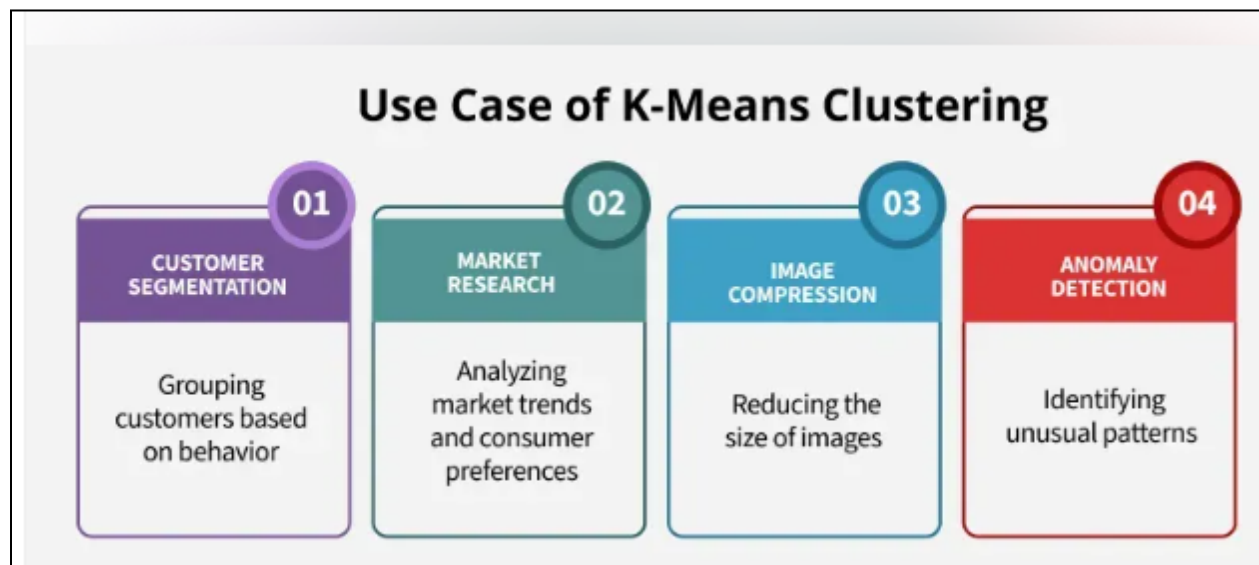 Use Case of K-Means Clustering
01
CUSTOMER
SEGMENTATION
Grouping
customers based
on behavior
02
MARKET
RESEARCH
Analyzing
market trends
and consumer
preferences
03
IMAGE
COMPRESSION
Reducing the
size of images
04
ANOMALY
DETECTION
Identifying
unusual patterns